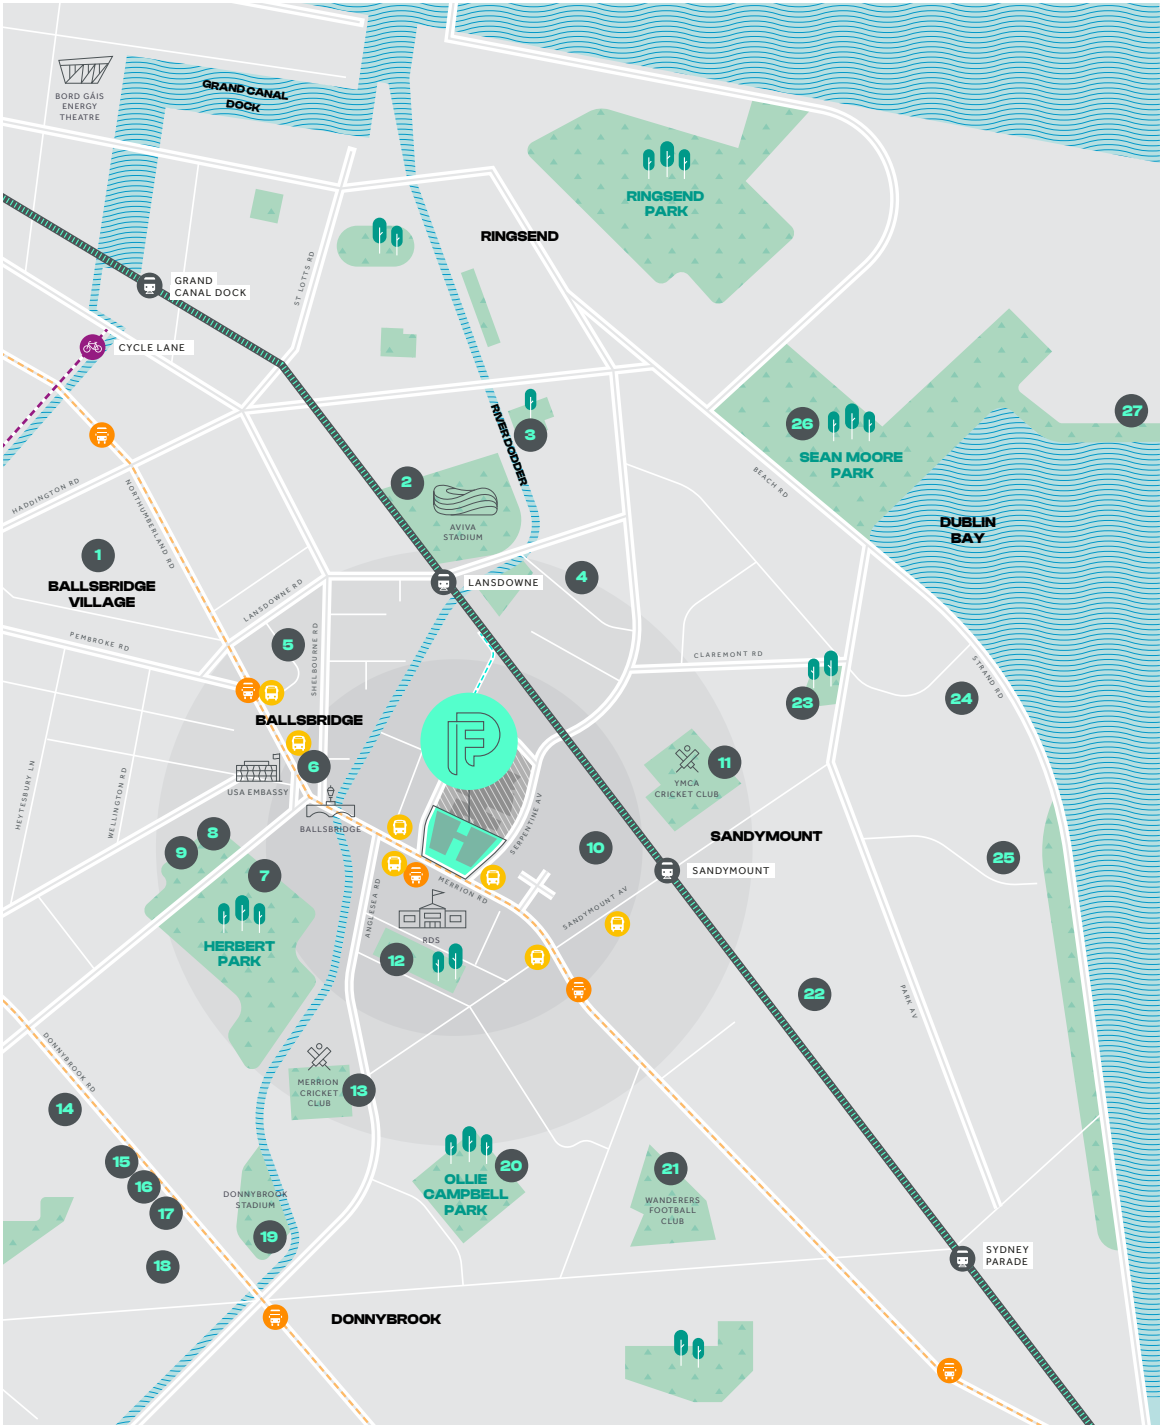 BORD GÁIS
ENERGY
THEATRE
GRAND CANAL
DOCK
RINGSEND
PARK
RINGSEND
ST LOTTS RD
GRAND
CANAL DOCK
CYCLE LANE
RIVER DODDER
3
26
27
SEAN MOORE
PARK
BEACH RD
HADDINGTON RD
NORTHUMBERLAND RD
2
AVIVA
STADIUM
DUBLIN
BAY
1
BALLSBRIDGE
VILLAGE
LANSDOWNE
4
LANSDOWNE RD
PEMBROKE RD
5
SHELBOURNE RD
CLAREMONT RD
23
24
STRAND RD
BALLSBRIDGE
6
USA EMBASSY
BALLSBRIDGE
FP
11
YMCA
CRICKET CLUB
HEYTESBURY LN
WELLINGTON RD
SERPENTINE AV
SANDYMOUNT
8
9
7
10
25
SANDYMOUNT
MERRION RD
ANGLESEA RD
SANDYMOUNT AV
HERBERT
PARK
RDS
12
22
PARK AV
DONNYBROOK RD
MERRION
CRICKET
CLUB
13
14
15
16
17
18
DONNYBROOK
STADIUM
19
20
OLLIE
CAMPBELL
PARK
21
WANDERERS
FOOTBALL
CLUB
SYDNEY
PARADE
DONNYBROOK